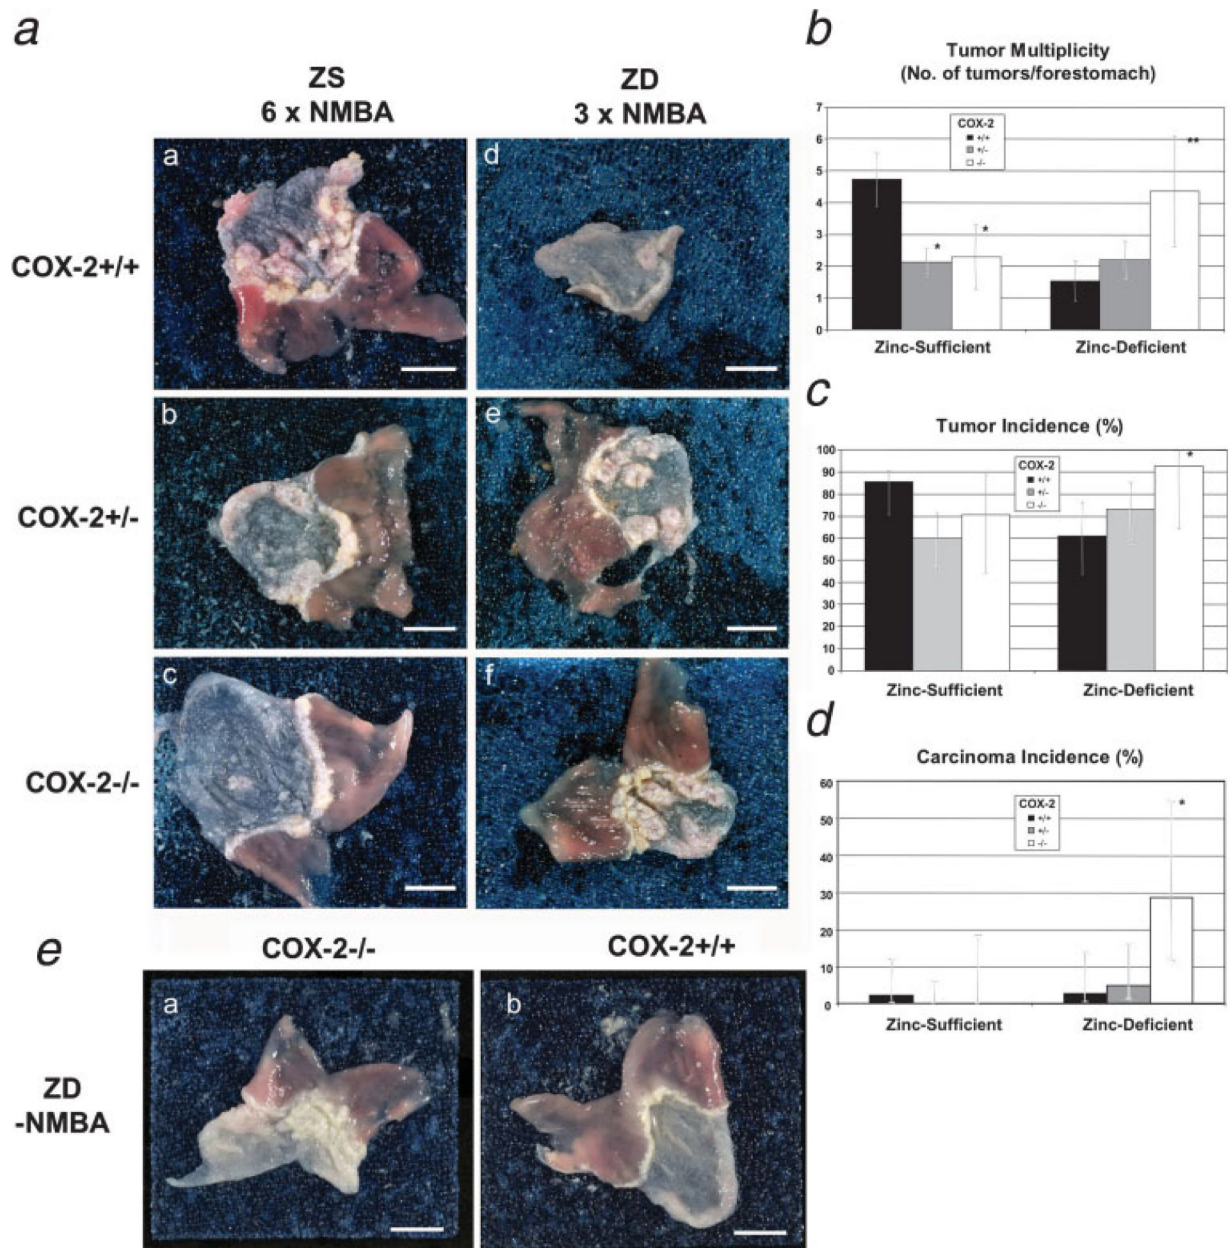 a
ZS
6 x NMBA
ZD
3 x NMBA
COX-2+/+
a
d
COX-2+/-
b
e
COX-2-/-
c
f
b
Tumor Multiplicity
(No. of tumors/forestomach)
7
6
5
4
3
2
1
0
COX-2
+/+
+/-
-/-
*
*
**
Zinc-Sufficient
Zinc-Deficient
c
Tumor Incidence (%)
100
90
80
70
60
50
40
30
20
10
0
COX-2
+/+
+/-
-/-
*
Zinc-Sufficient
Zinc-Deficient
d
Carcinoma Incidence (%)
60
50
40
30
20
10
0
COX-2
+/+
+/-
-/-
*
Zinc-Sufficient
Zinc-Deficient
e
COX-2-/-
COX-2+/+
ZD
-NMBA
a
b